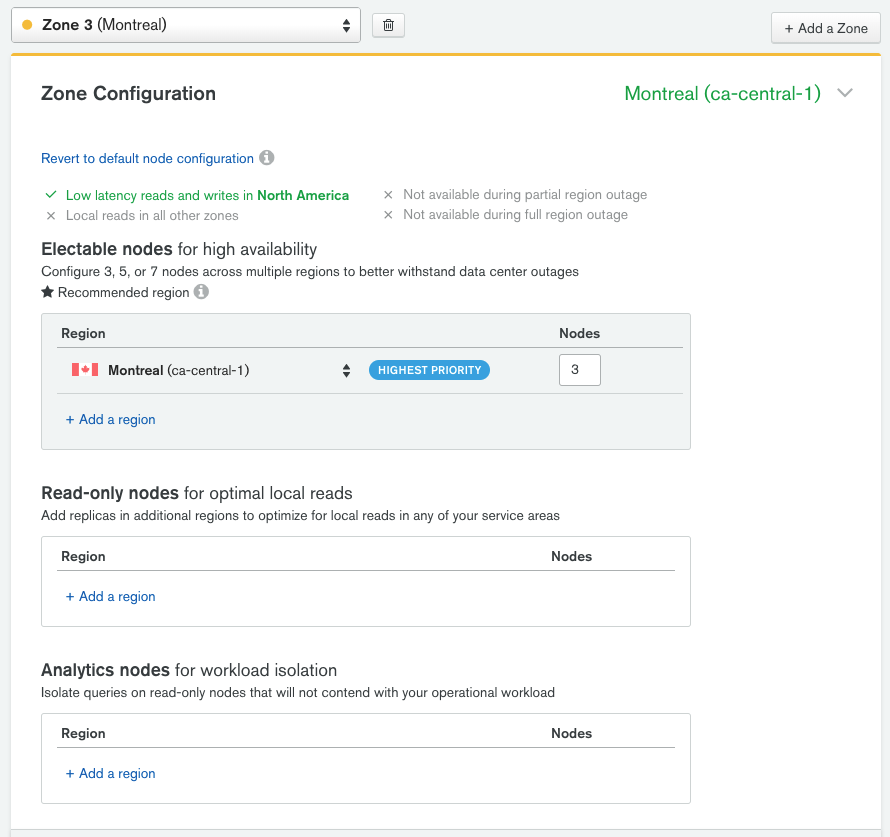 Zone 3 (Montreal)
+ Add a Zone
Zone Configuration
Montreal (ca-central-1)
Revert to default node configuration
Low latency reads and writes in North America
Not available during partial region outage
Local reads in all other zones
Not available during full region outage
Electable nodes for high availability
Configure 3, 5, or 7 nodes across multiple regions to better withstand data center outages
Recommended region
Region Nodes
Montreal (ca-central-1) HIGHEST PRIORITY 3
+ Add a region
Read-only nodes for optimal local reads
Add replicas in additional regions to optimize for local reads in any of your service areas
Region Nodes
+ Add a region
Analytics nodes for workload isolation
Isolate queries on read-only nodes that will not contend with your operational workload
Region Nodes
+ Add a region